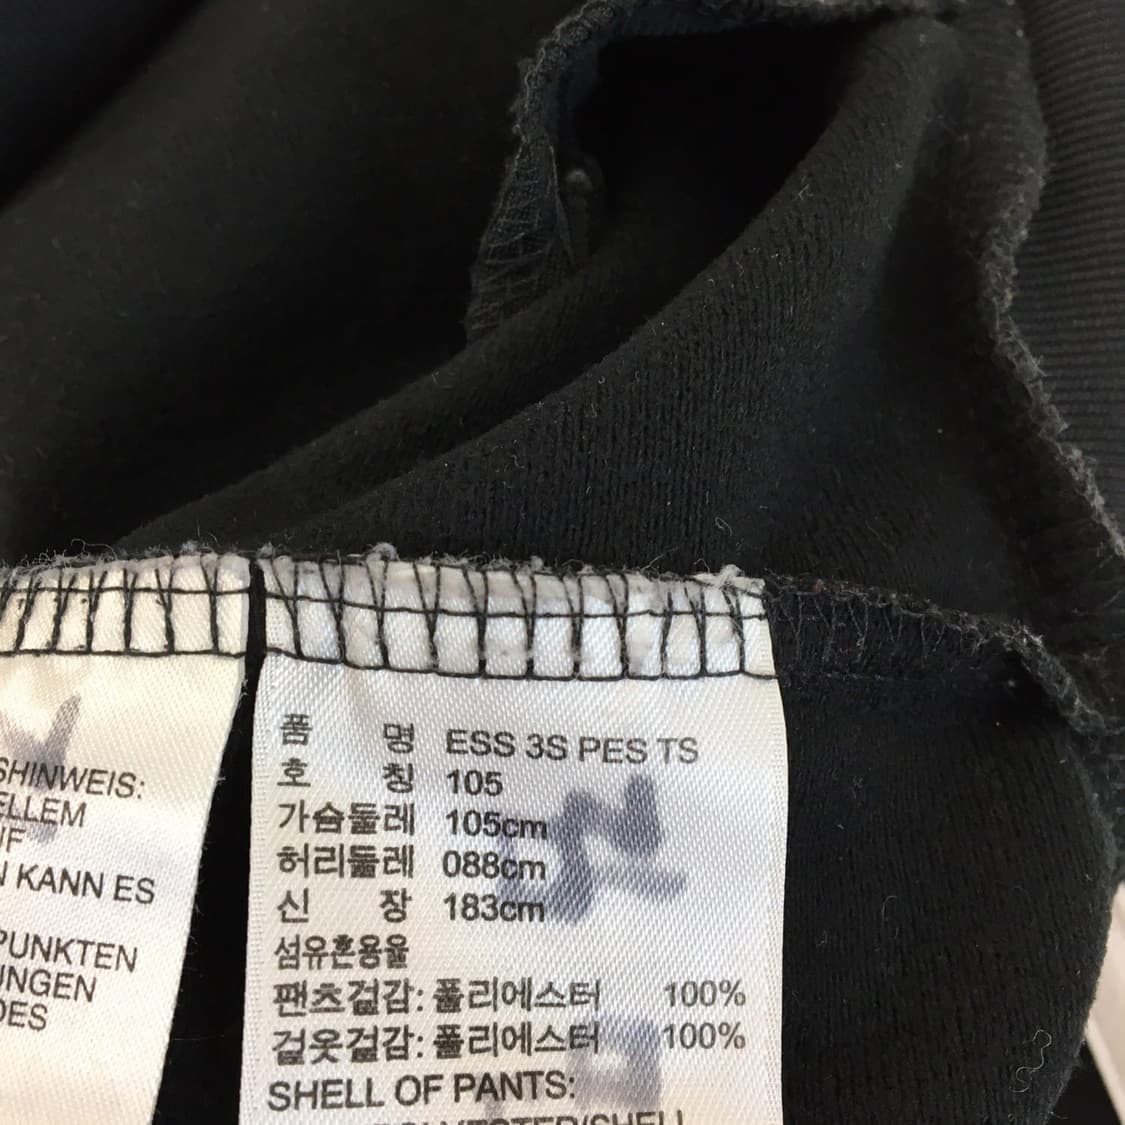 SHINWEIS:
ELLEM
UF
KANN ES
PUNKTEN
UNGEN
DES
품 명 ESS 3S PES TS
호 칭 105
가슴둘레 105cm
허리둘레 088cm
신 장 183cm
섬유혼용율
팬츠겉감: 폴리에스터 100%
겉옷겉감: 폴리에스터 100%
SHELL OF PANTS: